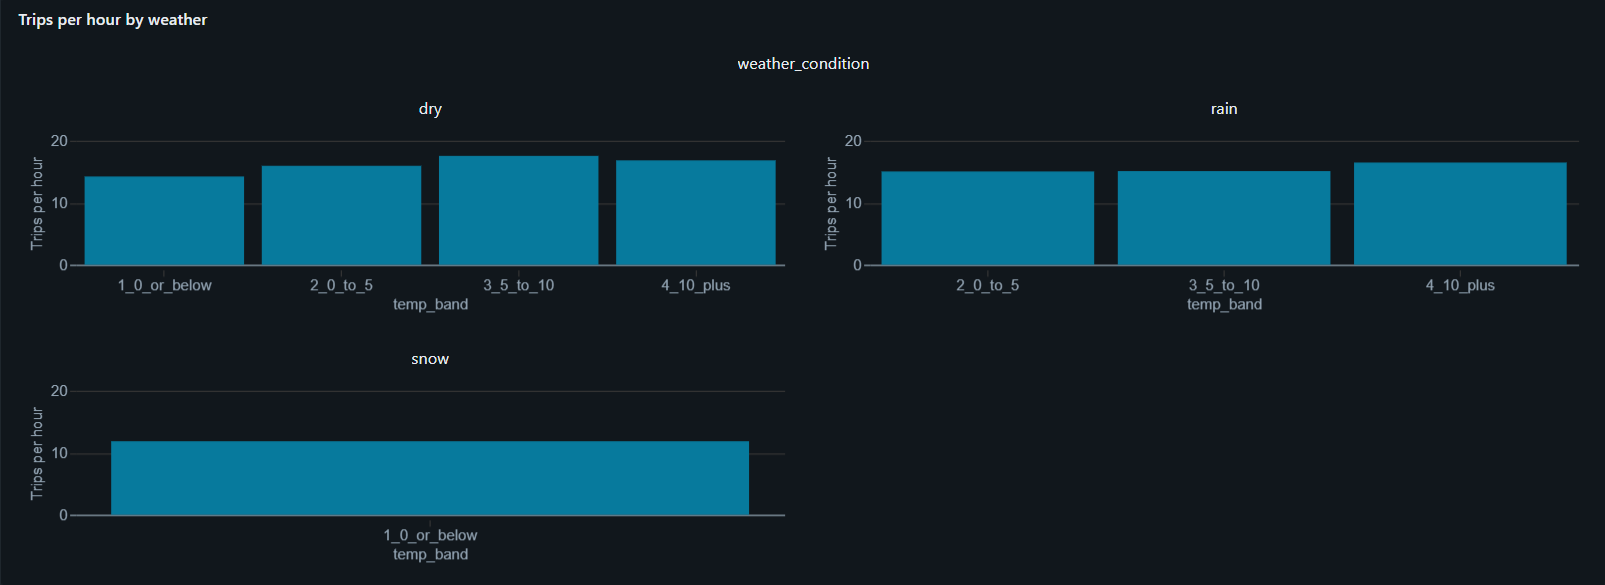 Trips per hour by weather
weather_condition
dry
20
10
0
Trips per hour
1_0_or_below 2_0_to_5 3_5_to_10 4_10_plus
temp_band
rain
20
10
0
Trips per hour
2_0_to_5 3_5_to_10 4_10_plus
temp_band
snow
20
10
0
Trips per hour
1_0_or_below
temp_band